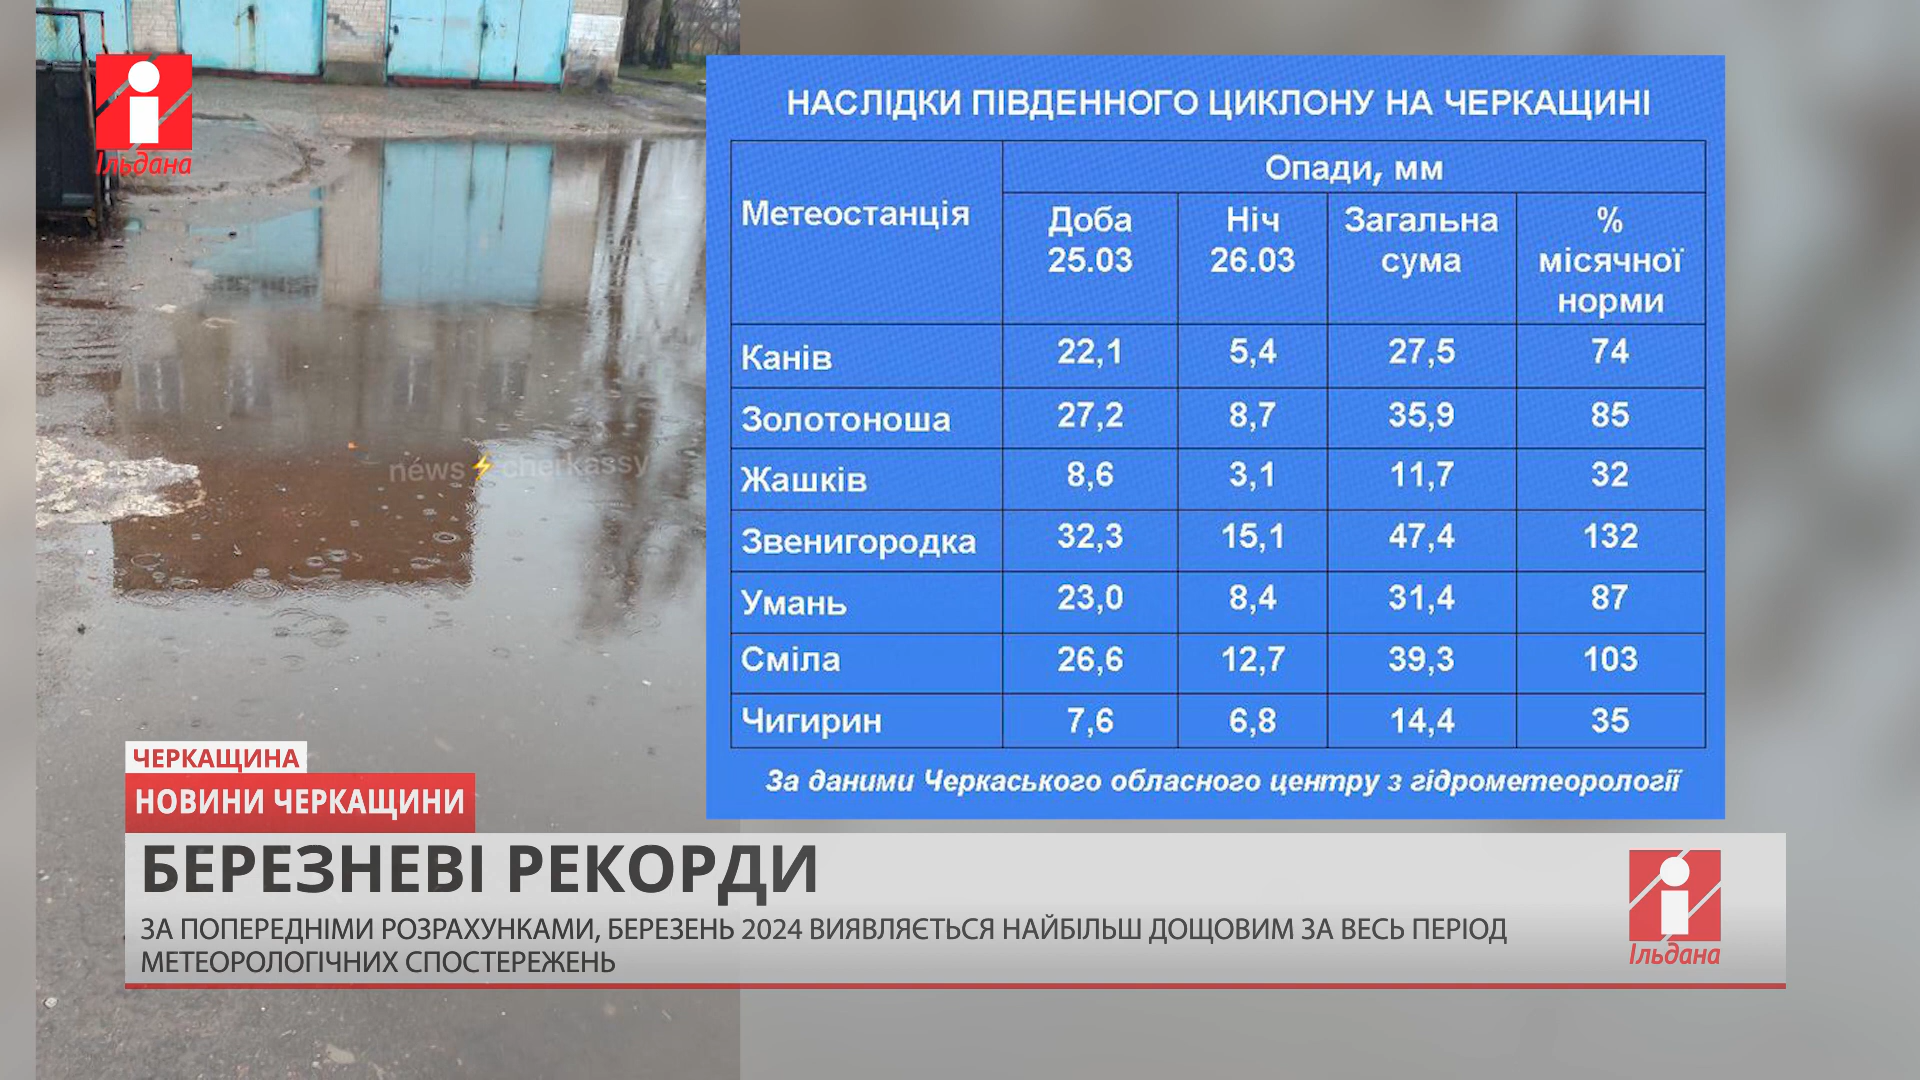 Ільдана
НАСЛІДКИ ПІВДЕННОГО ЦИКЛОНУ НА ЧЕРКАЩИНІ
Метеостанція
Опади, мм
Доба 25.03
Ніч 26.03
Загальна сума
% місячної норми
Канів 22,1 5,4 27,5 74
Золотоноша 27,2 8,7 35,9 85
Жашків 8,6 3,1 11,7 32
Звенигородка 32,3 15,1 47,4 132
Умань 23,0 8,4 31,4 87
Сміла 26,6 12,7 39,3 103
Чигирин 7,6 6,8 14,4 35
За даними Черкаського обласного центру з гідрометеорології
news⚡cherkassy
ЧЕРКАЩИНА
НОВИНИ ЧЕРКАЩИНИ
БЕРЕЗНЕВІ РЕКОРДИ
ЗА ПОПЕРЕДНІМИ РОЗРАХУНКАМИ, БЕРЕЗЕНЬ 2024 ВИЯВЛЯЄТЬСЯ НАЙБІЛЬШ ДОЩОВИМ ЗА ВЕСЬ ПЕРІОД
МЕТЕОРОЛОГІЧНИХ СПОСТЕРЕЖЕНЬ
Ільдана